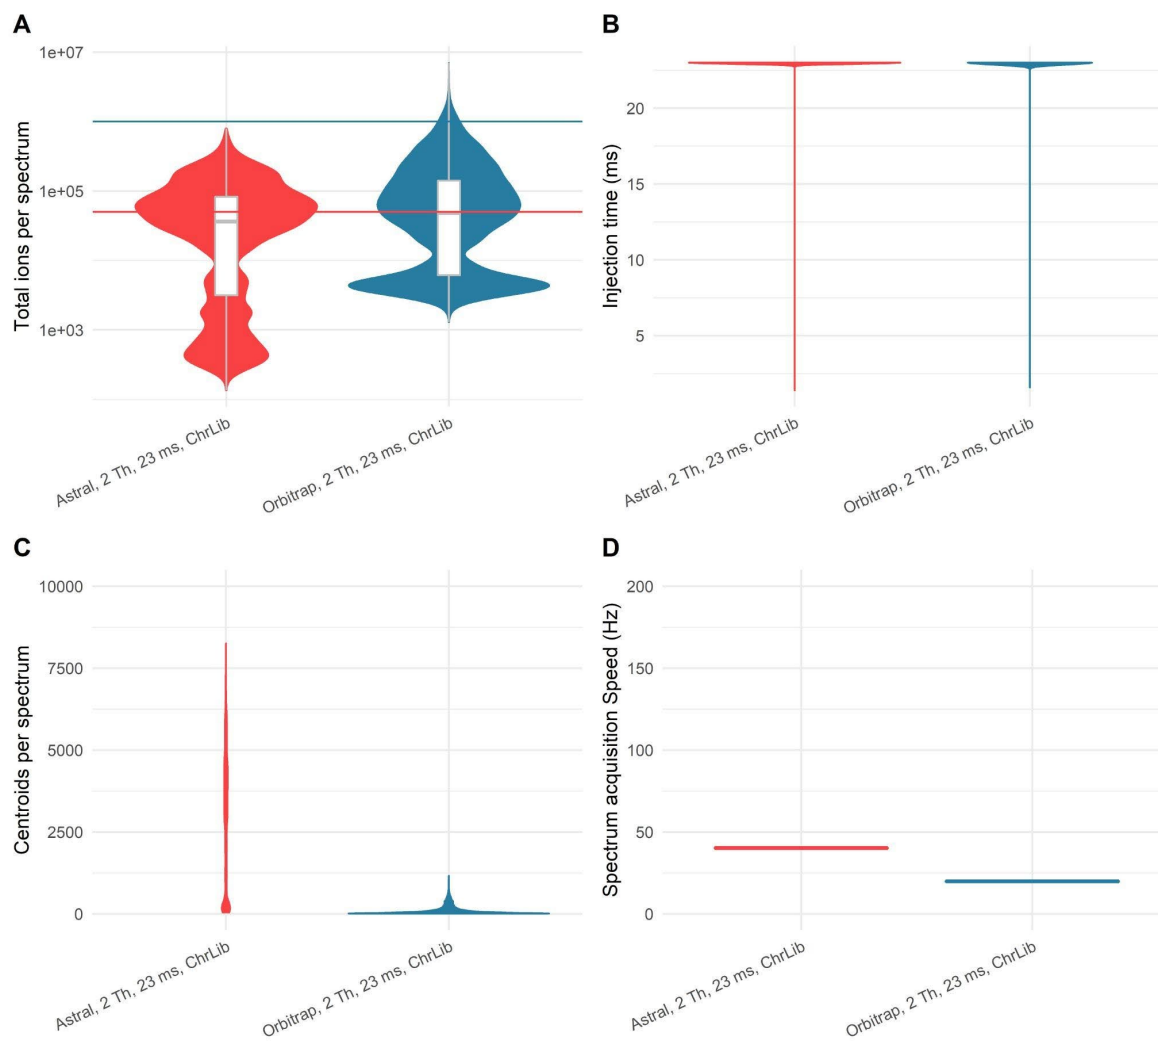 A
Total ions per spectrum
1e+07
1e+05
1e+03
Astral, 2 Th, 23 ms, ChrLib
Orbitrap, 2 Th, 23 ms, ChrLib
B
Injection time (ms)
20
15
10
5
Astral, 2 Th, 23 ms, ChrLib
Orbitrap, 2 Th, 23 ms, ChrLib
C
Centroids per spectrum
10000
7500
5000
2500
0
Astral, 2 Th, 23 ms, ChrLib
Orbitrap, 2 Th, 23 ms, ChrLib
D
Spectrum acquisition Speed (Hz)
200
150
100
50
0
Astral, 2 Th, 23 ms, ChrLib
Orbitrap, 2 Th, 23 ms, ChrLib